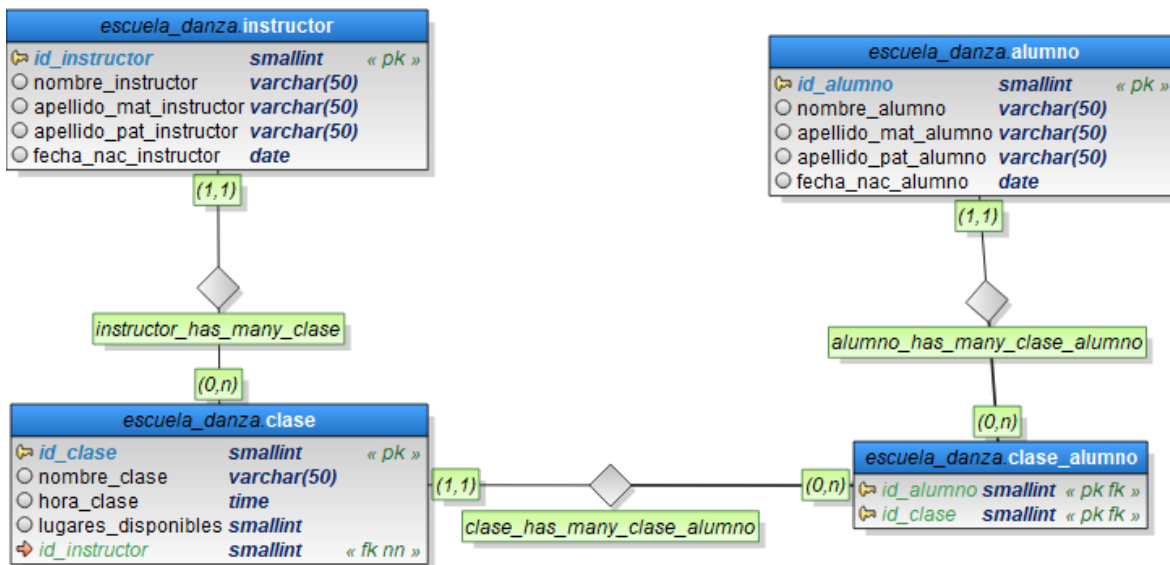 escuela_danza.instructor
id_instructor smallint « pk »
nombre_instructor varchar(50)
apellido_mat_instructor varchar(50)
apellido_pat_instructor varchar(50)
fecha_nac_instructor date
(1,1)
instructor_has_many_clase
(0,n)
escuela_danza.clase
id_clase smallint « pk »
nombre_clase varchar(50)
hora_clase time
lugares_disponibles smallint
id_instructor smallint « fk nn »
(1,1)
clase_has_many_clase_alumno
(0,n)
escuela_danza.alumno
id_alumno smallint « pk »
nombre_alumno varchar(50)
apellido_mat_alumno varchar(50)
apellido_pat_alumno varchar(50)
fecha_nac_alumno date
(1,1)
alumno_has_many_clase_alumno
(0,n)
escuela_danza.clase_alumno
id_alumno smallint « pk fk »
id_clase smallint « pk fk »